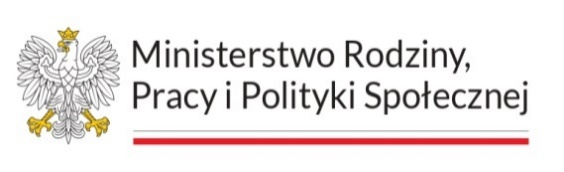 Ministerstwo Rodziny,
Pracy i Polityki Społecznej